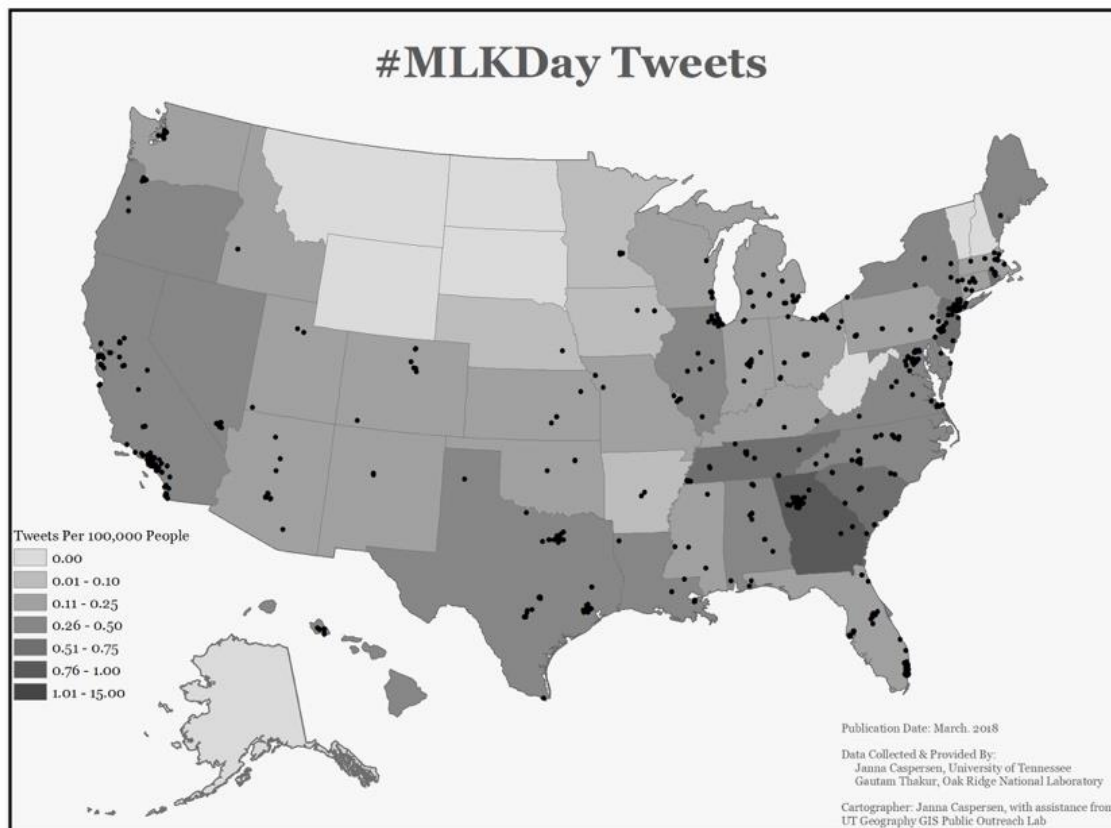 #MLKDay Tweets
Tweets Per 100,000 People
0.00
0.01 - 0.10
0.11 - 0.25
0.26 - 0.50
0.51 - 0.75
0.76 - 1.00
1.01 - 15.00
Publication Date: March. 2018
Data Collected & Provided By:
Janna Caspersen, University of Tennessee
Gautam Thakur, Oak Ridge National Laboratory
Cartographer: Janna Caspersen, with assistance from
UT Geography GIS Public Outreach Lab